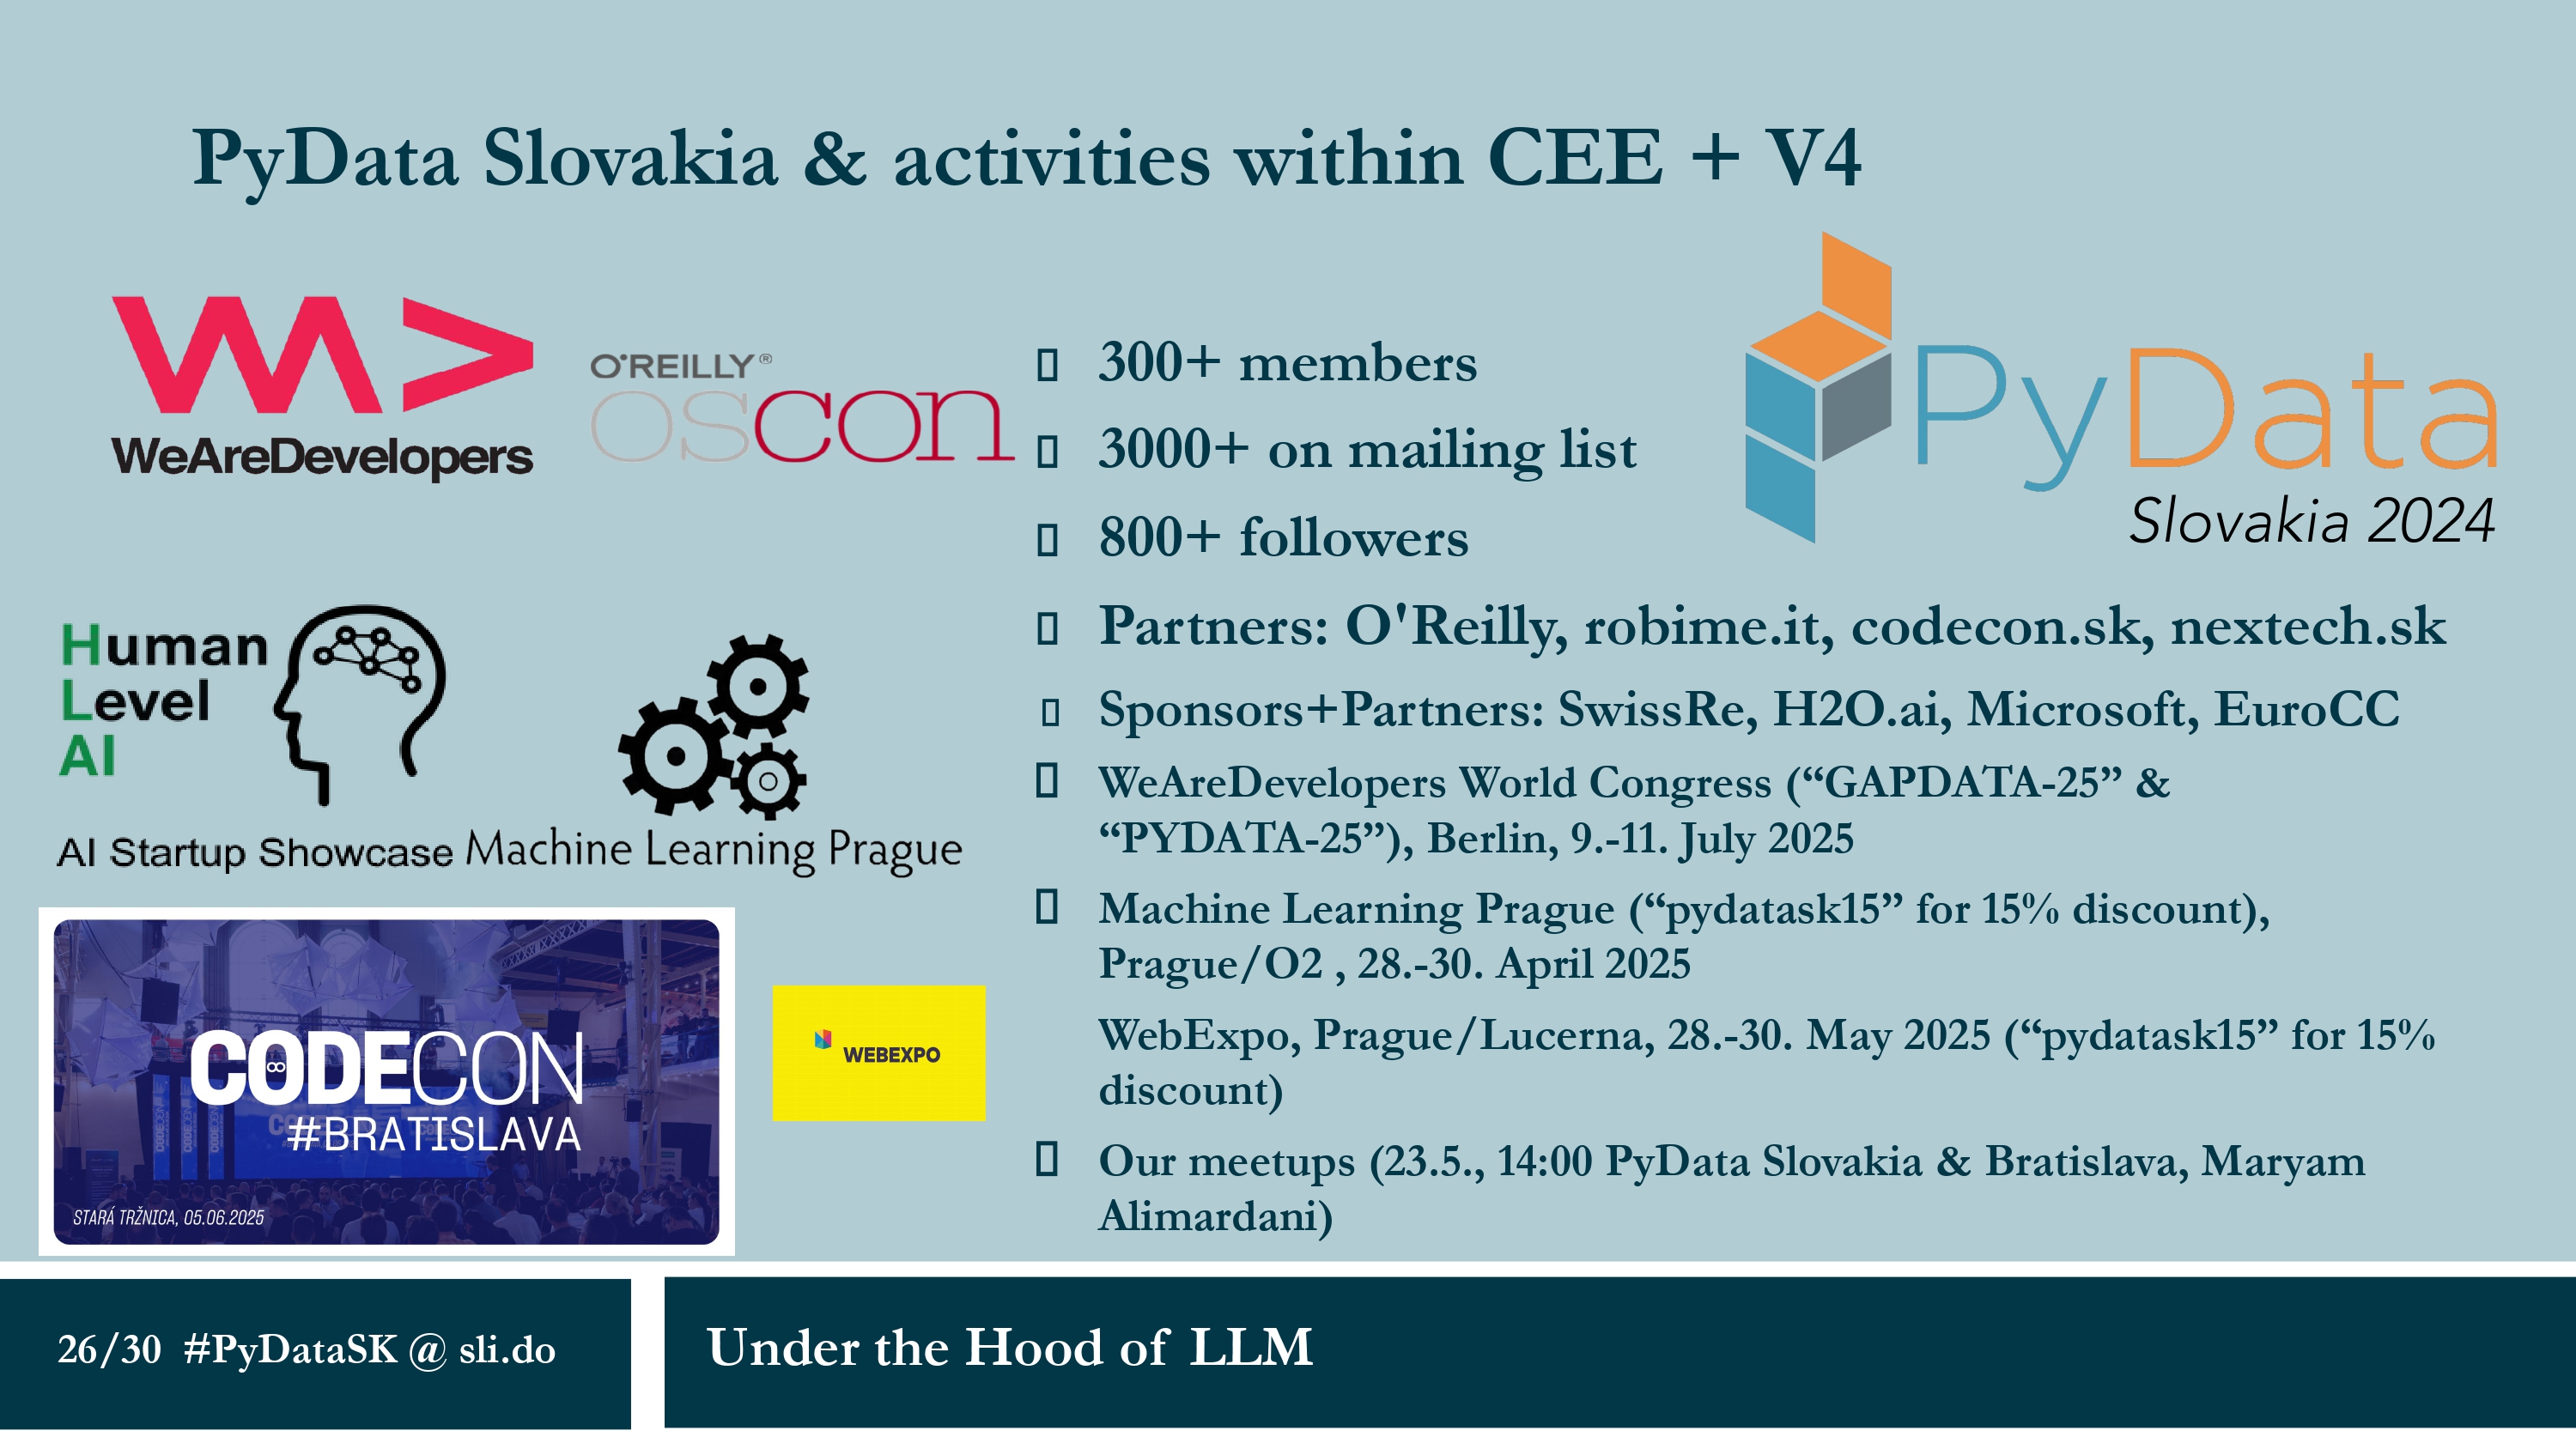 PyData Slovakia & activities within CEE + V4
WeAreDevelopers
O'REILLY®
OSCON
Human
Level
AI
AI Startup Showcase
Machine Learning Prague
CODECON
#BRATISLAVA
STARÁ TRŽNICA, 05.06.2025
WEBEXPO
PyData
Slovakia 2024
300+ members
3000+ on mailing list
800+ followers
Partners: O'Reilly, robime.it, codecon.sk, nextech.sk
Sponsors+Partners: SwissRe, H2O.ai, Microsoft, EuroCC
WeAreDevelopers World Congress (“GAPDATA-25” &
“PYDATA-25”), Berlin, 9.-11. July 2025
Machine Learning Prague (“pydatask15” for 15% discount),
Prague/O2 , 28.-30. April 2025
WebExpo, Prague/Lucerna, 28.-30. May 2025 (“pydatask15” for 15%
discount)
Our meetups (23.5., 14:00 PyData Slovakia & Bratislava, Maryam
Alimardani)
26/30 #PyDataSK @ sli.do
Under the Hood of LLM